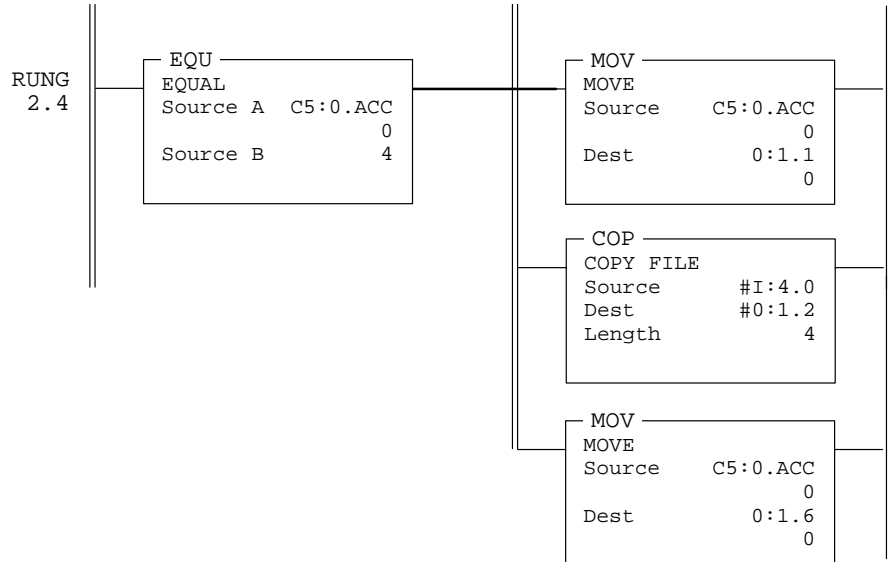 RUNG
2.4
EQU
EQUAL
Source A C5:0.ACC
0
Source B 4
MOV
MOVE
Source C5:0.ACC
0
Dest 0:1.1
0
COP
COPY FILE
Source #I:4.0
Dest #0:1.2
Length 4
MOV
MOVE
Source C5:0.ACC
0
Dest 0:1.6
0